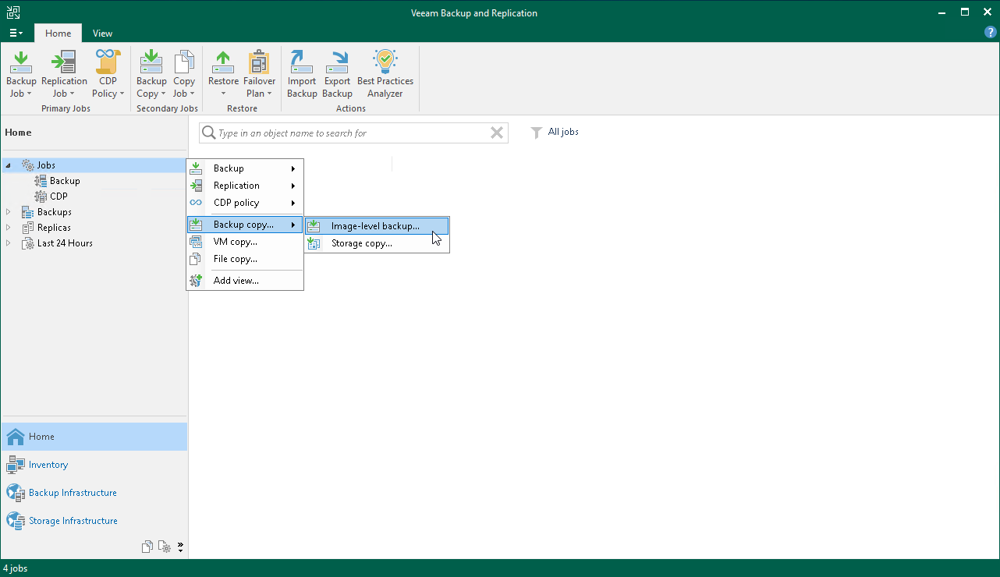 Veeam Backup and Replication
Home View
?
Backup Job
Replication Job
CDP Policy
Backup Copy
Copy Job
Restore
Failover Plan
Import Backup
Export Backup
Best Practices Analyzer
Primary Jobs
Secondary Jobs
Restore
Actions
Home
Type in an object name to search for
All jobs
Jobs
Backup
CDP
Backups
Replicas
Last 24 Hours
Backup
Replication
CDP policy
Backup copy...
VM copy...
File copy...
Add view...
Image-level backup...
Storage copy...
Home
Inventory
Backup Infrastructure
Storage Infrastructure
4 jobs